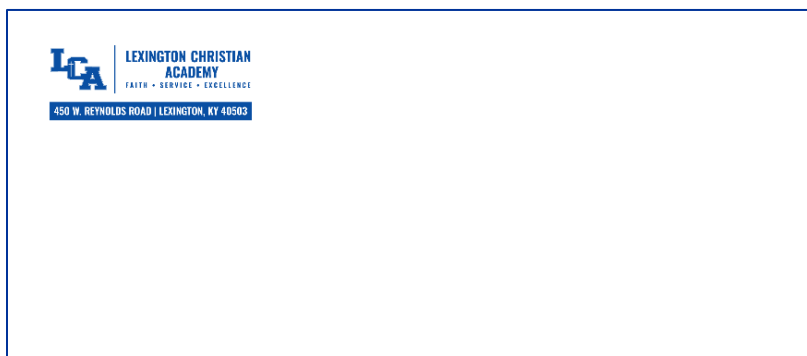 LCA
LEXINGTON CHRISTIAN
ACADEMY
FAITH • SERVICE • EXCELLENCE
450 W. REYNOLDS ROAD | LEXINGTON, KY 40503